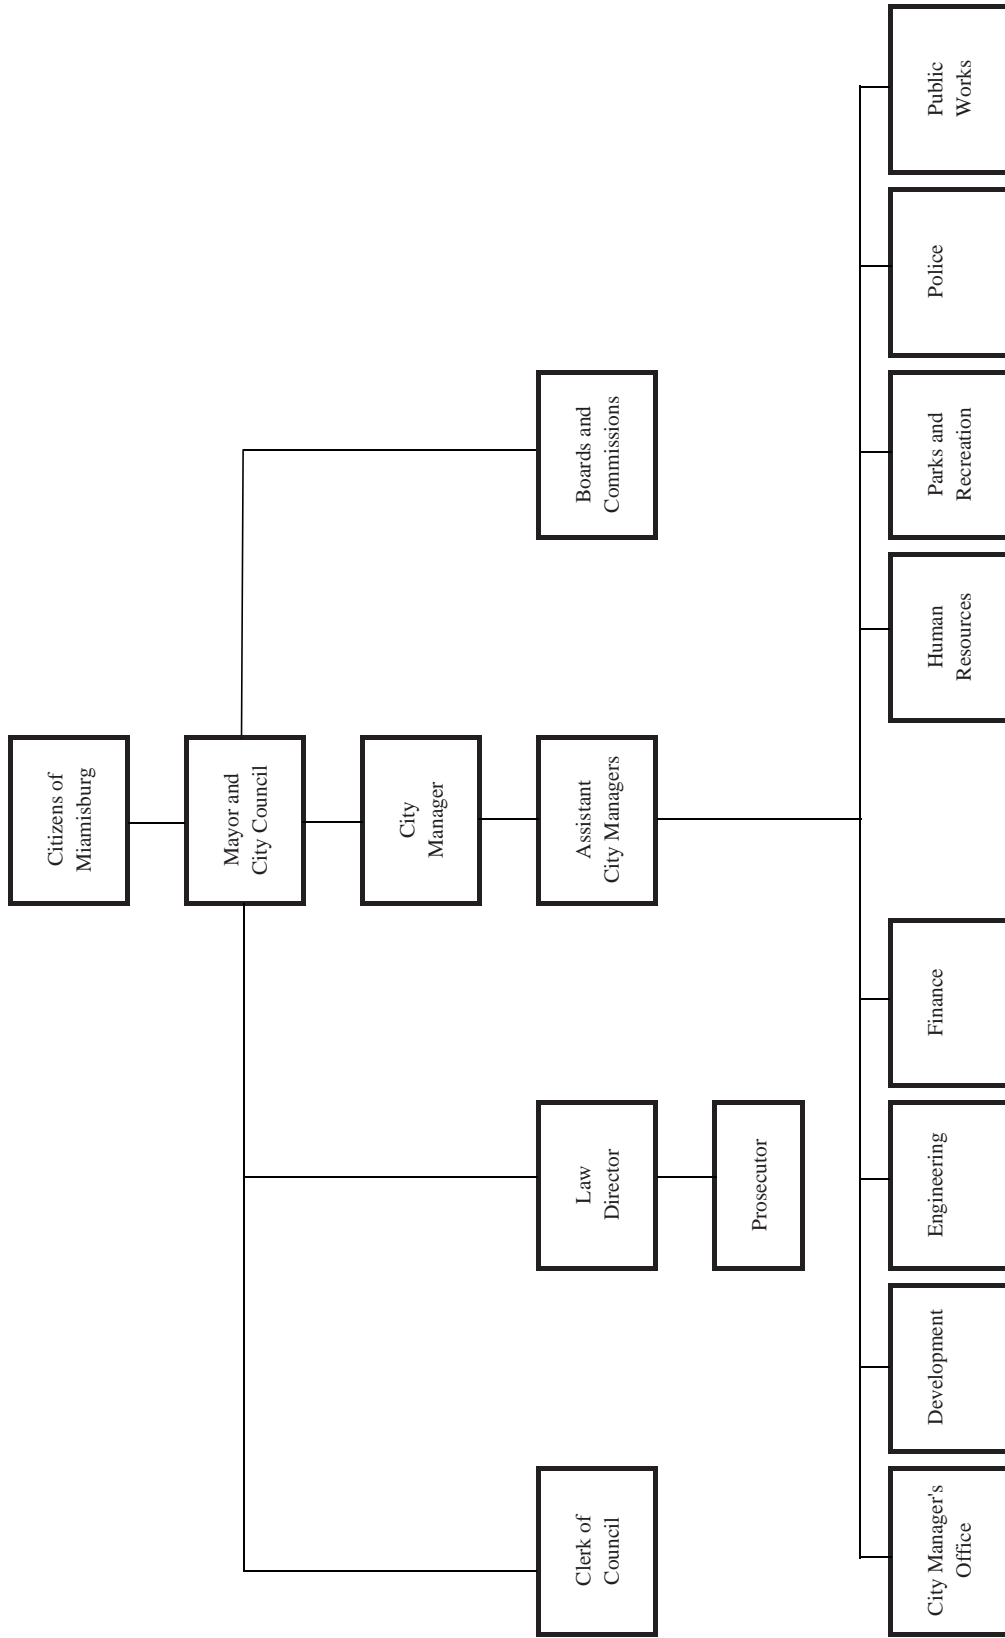 Citizens of
Miamisburg
Mayor and
City Council
City
Manager
Clerk of
Council
Law
Director
Assistant
City Managers
Boards and
Commissions
Prosecutor
City Manager's
Office
Development
Engineering
Finance
Human
Resources
Parks and
Recreation
Police
Public
Works